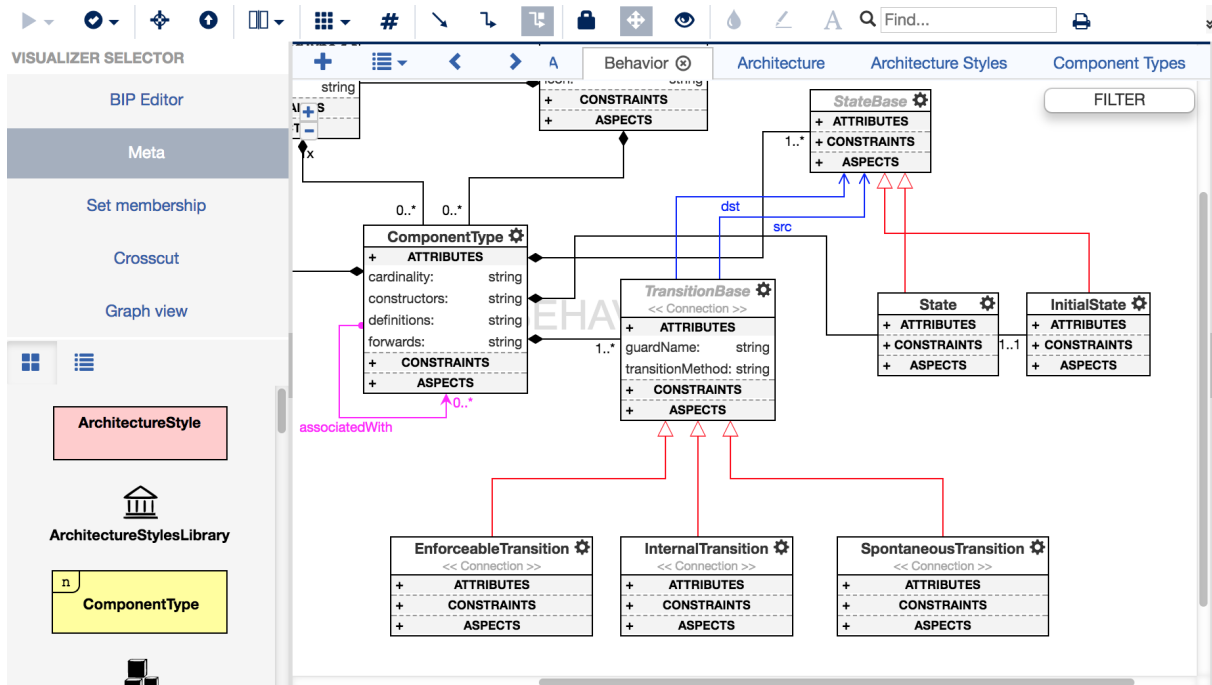 Find...
VISUALIZER SELECTOR
BIP Editor
Meta
Set membership
Crosscut
Graph view
ArchitectureStyle
ArchitectureStylesLibrary
n
ComponentType
A
Behavior
Architecture
Architecture Styles
Component Types
FILTER
string
string
+ CONSTRAINTS
+ ASPECTS
0..*
0..*
ComponentType
+ ATTRIBUTES
cardinality: string
constructors: string
definitions: string
forwards: string
+ CONSTRAINTS
+ ASPECTS
0..*
associatedWith
1..*
StateBase
+ ATTRIBUTES
+ CONSTRAINTS
+ ASPECTS
dst
src
TransitionBase
<< Connection >>
+ ATTRIBUTES
guardName: string
transitionMethod: string
+ CONSTRAINTS
+ ASPECTS
1..*
State
+ ATTRIBUTES
+ CONSTRAINTS
+ ASPECTS
1..1
InitialState
+ ATTRIBUTES
+ CONSTRAINTS
+ ASPECTS
EnforceableTransition
<< Connection >>
+ ATTRIBUTES
+ CONSTRAINTS
+ ASPECTS
InternalTransition
<< Connection >>
+ ATTRIBUTES
+ CONSTRAINTS
+ ASPECTS
SpontaneousTransition
<< Connection >>
+ ATTRIBUTES
+ CONSTRAINTS
+ ASPECTS